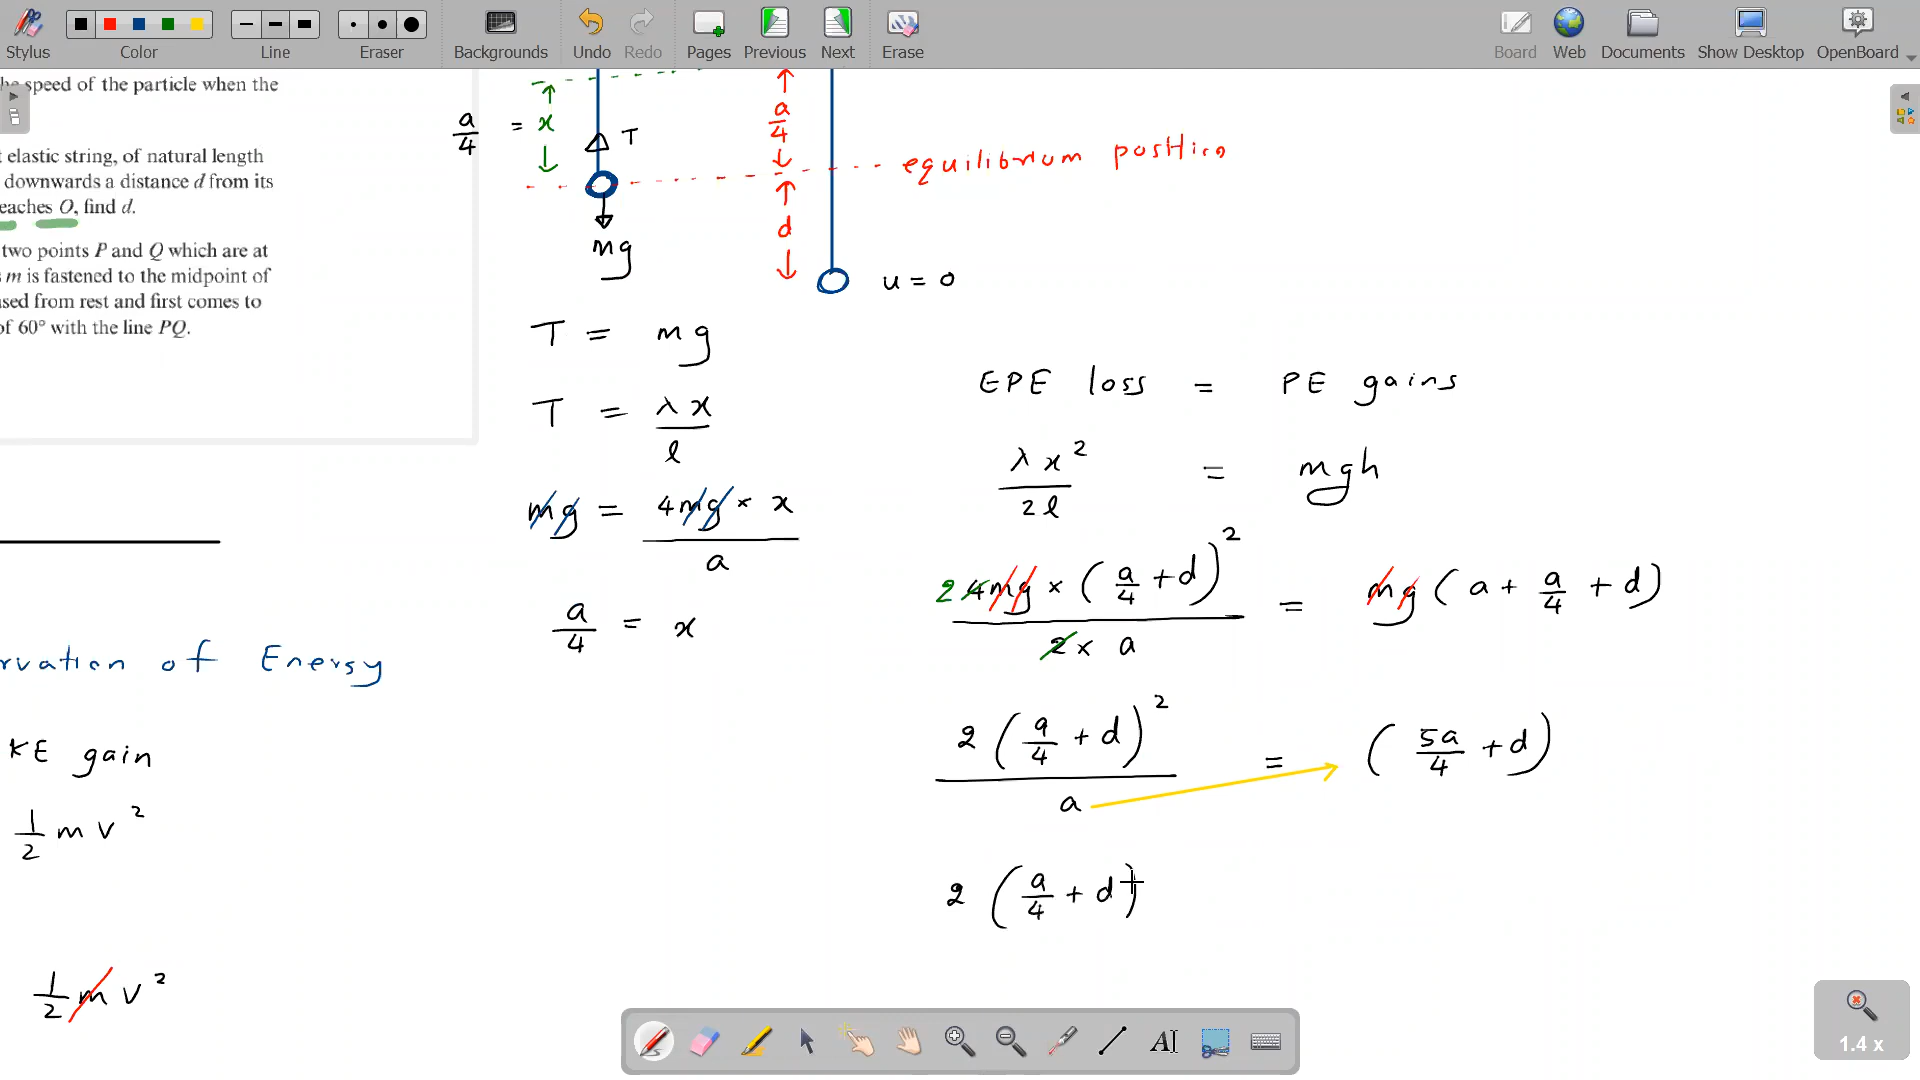 Stylus
Color
Line
Eraser
Backgrounds
Undo
Redo
Pages
Previous
Next
Erase
Board
Web
Documents
Show Desktop
OpenBoard
he speed of the particle when the
t elastic string, of natural length
downwards a distance d from its
eaches O, find d.
two points P and Q which are at
s m is fastened to the midpoint of
ased from rest and first comes to
of 60° with the line PQ.
a/4 = x
T
mg
a/4
equilibrium position
d
u = 0
T = mg
T = λx/l
mg = 4mg × x / a
a/4 = x
EPE loss = PE gains
λx²/2l = mgh
2 4mg × (a/4 + d)² / 2 × a = mg (a + a/4 + d)
2 (a/4 + d)² / a = (5a/4 + d)
2 (a/4 + d)
rvation of Energy
KE gain
1/2 m v²
1/2 m v²
1.4 x